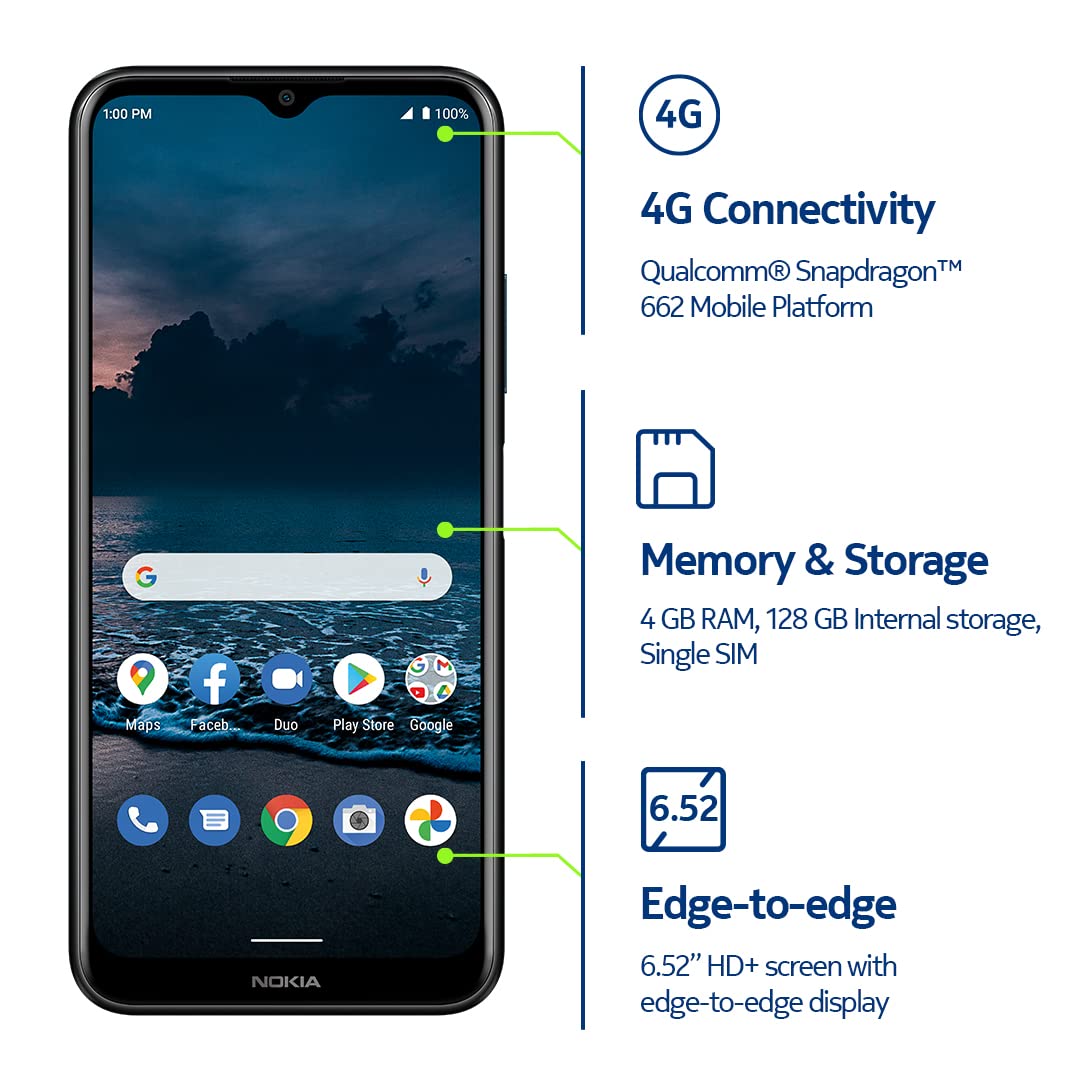 1:00 PM
100%
Maps
Faceb...
Duo
Play Store
Google
NOKIA
4G
4G Connectivity
Qualcomm® Snapdragon™
662 Mobile Platform
Memory & Storage
4 GB RAM, 128 GB Internal storage,
Single SIM
6.52
Edge-to-edge
6.52” HD+ screen with
edge-to-edge display